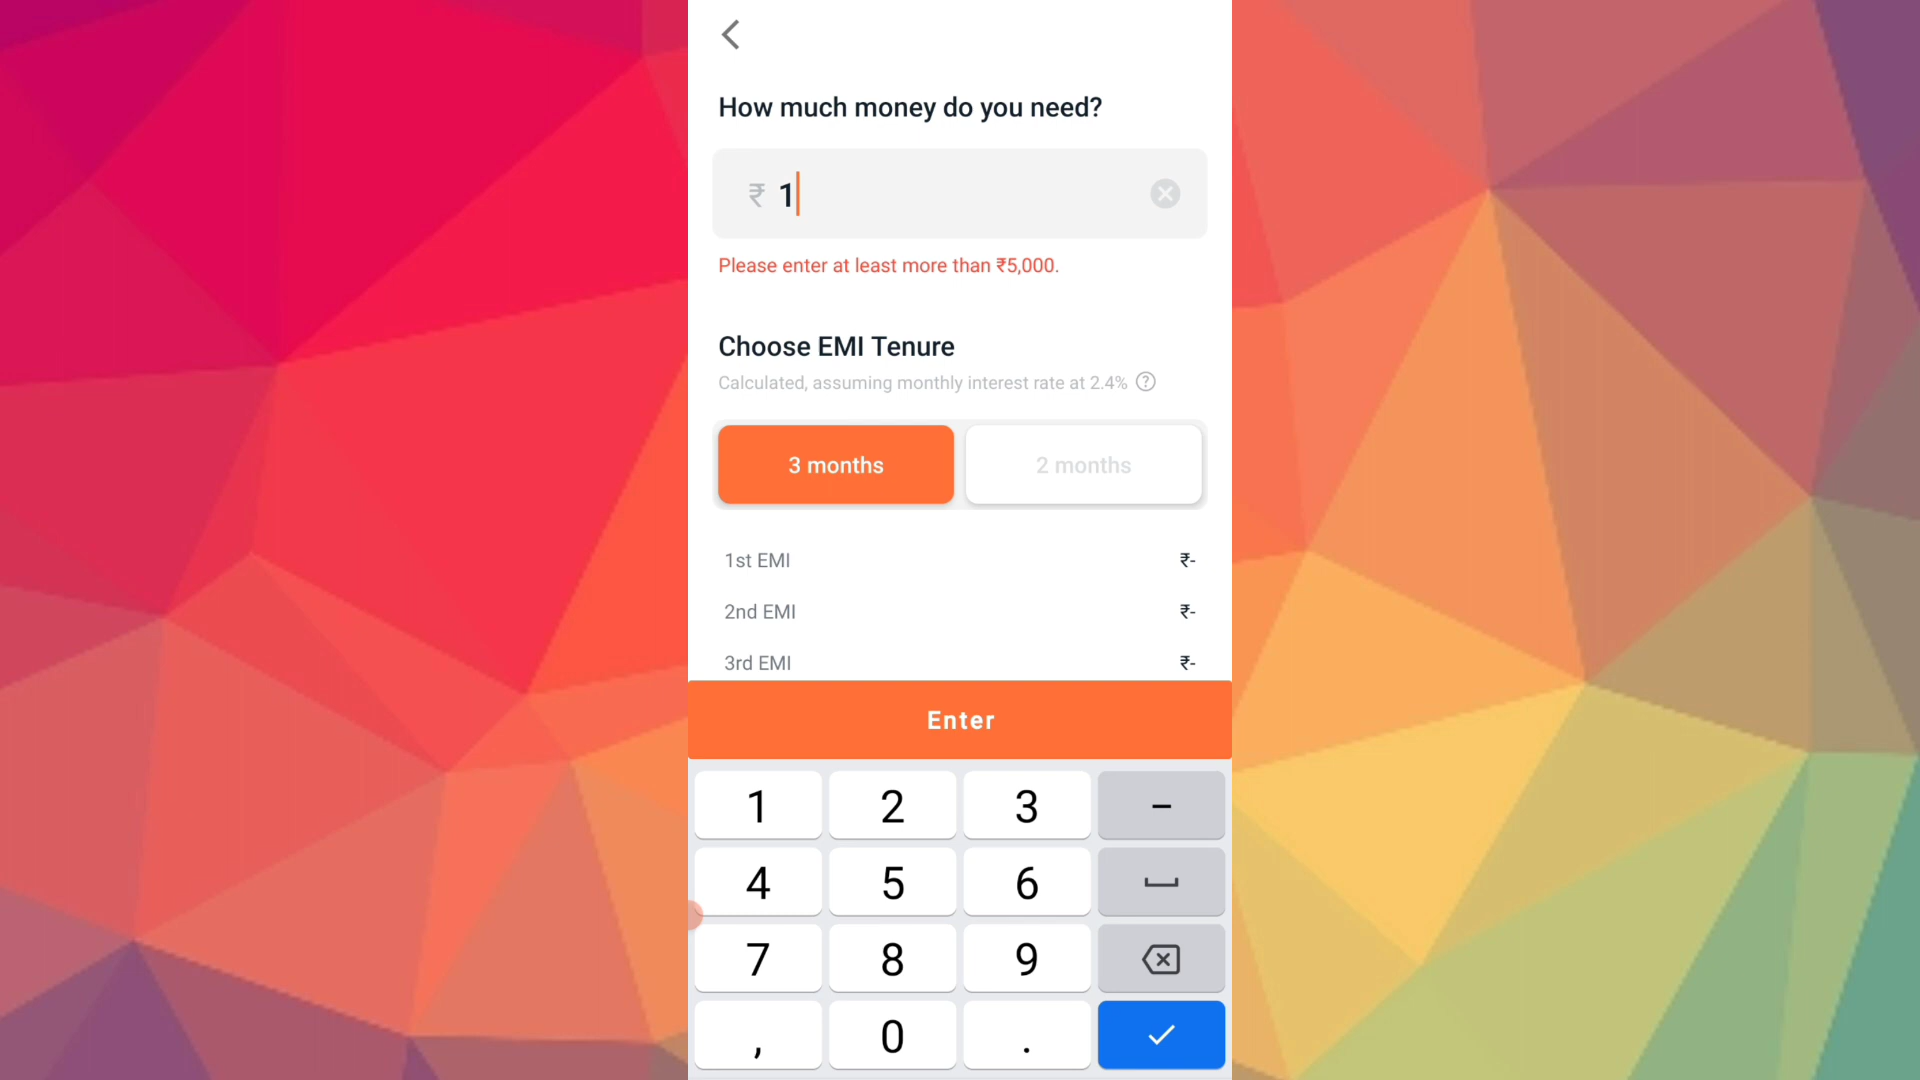 How much money do you need?
₹ 1
Please enter at least more than ₹5,000.
Choose EMI Tenure
Calculated, assuming monthly interest rate at 2.4% ?
3 months 2 months
1st EMI ₹-
2nd EMI ₹-
3rd EMI ₹-
Enter
1 2 3 –
4 5 6
7 8 9
, 0 .